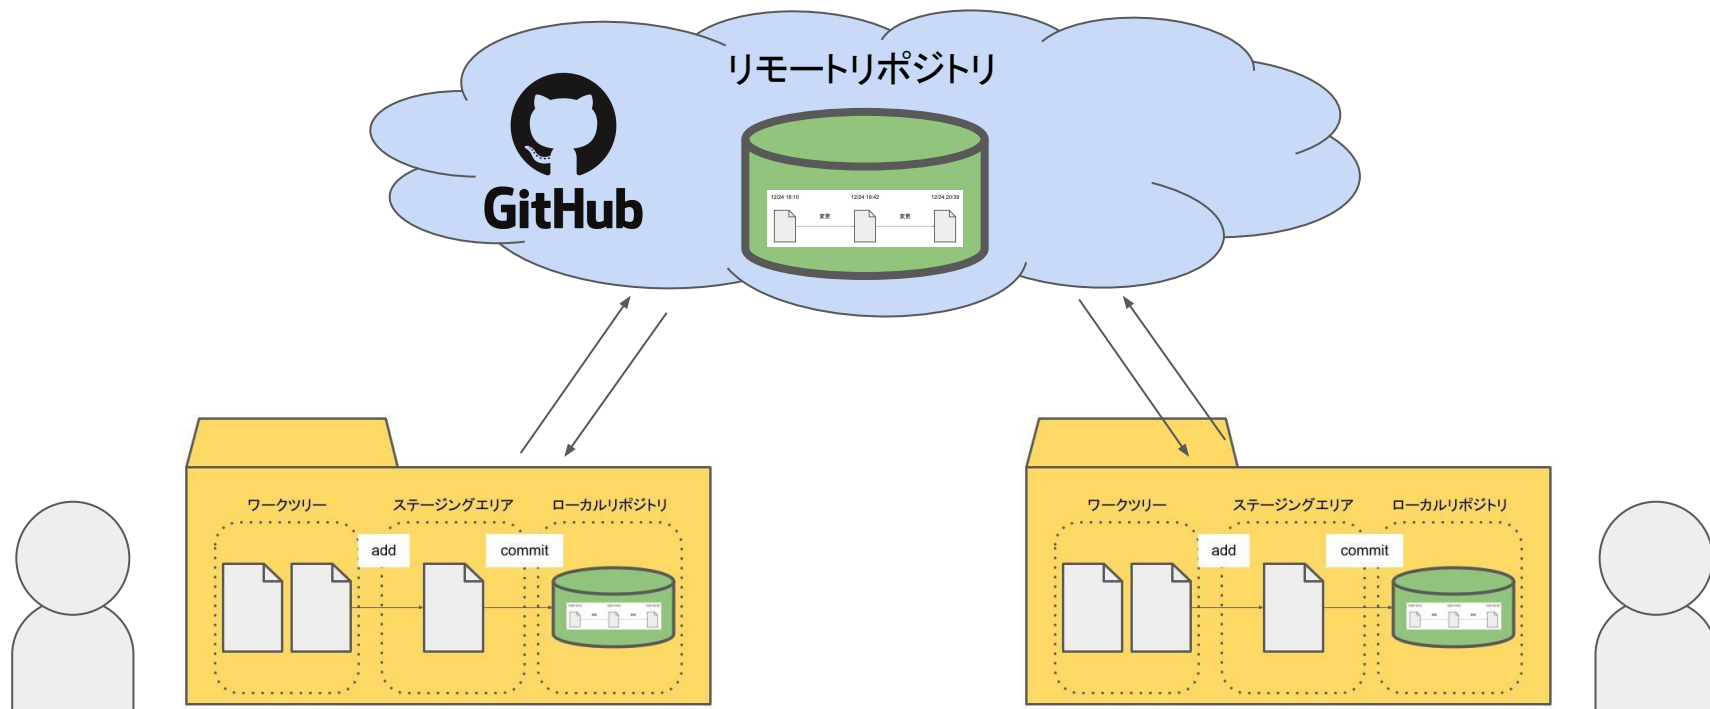 リモートリポジトリ
GitHub
12/24 18:10
12/24 19:42
12/24 20:39
変更
変更
ワークツリー
ステージングエリア
ローカルリポジトリ
add
commit
ワークツリー
ステージングエリア
ローカルリポジトリ
add
commit